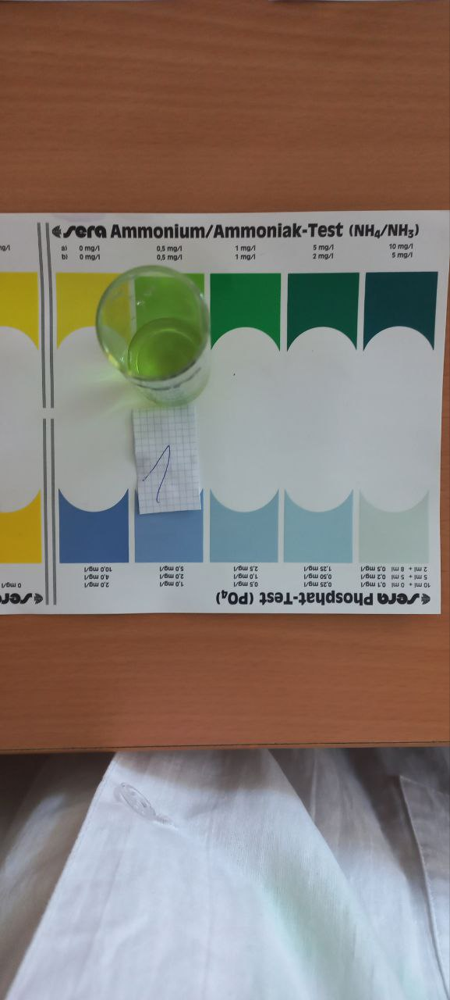 sera Ammonium/Ammoniak-Test (NH₄/NH₃)
a) 0 mg/l 0,5 mg/l 1 mg/l 5 mg/l 10 mg/l
b) 0 mg/l 0,5 mg/l 1 mg/l 2 mg/l 5 mg/l
1
sera Phosphat-Test (PO₄)
10 ml + 0 ml 0,1 mg/l 0,25 mg/l 0,5 mg/l 1,0 mg/l 2,0 mg/l
5 ml + 5 ml 0,2 mg/l 0,50 mg/l 1,0 mg/l 2,0 mg/l 4,0 mg/l
2 ml + 8 ml 0,5 mg/l 1,25 mg/l 2,5 mg/l 5,0 mg/l 10,0 mg/l
0 mg/l